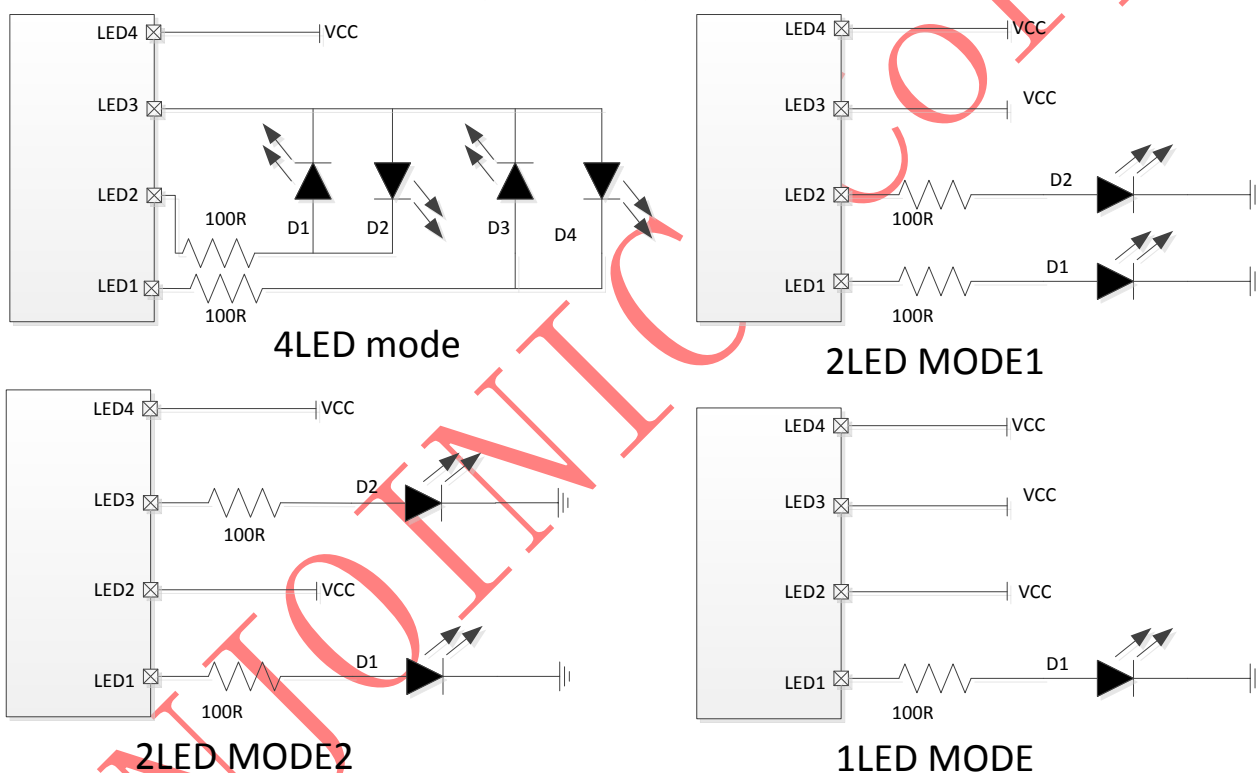 LED4 VCC
LED3
LED2
100R
D1 D2 D3 D4
LED1
100R
4LED mode
LED4 VCC
LED3 VCC
LED2 D2
100R
LED1 D1
100R
2LED MODE1
LED4 VCC
LED3 D2
100R
LED2 VCC
LED1 D1
100R
2LED MODE2
LED4 VCC
LED3 VCC
LED2 VCC
LED1 D1
100R
1LED MODE